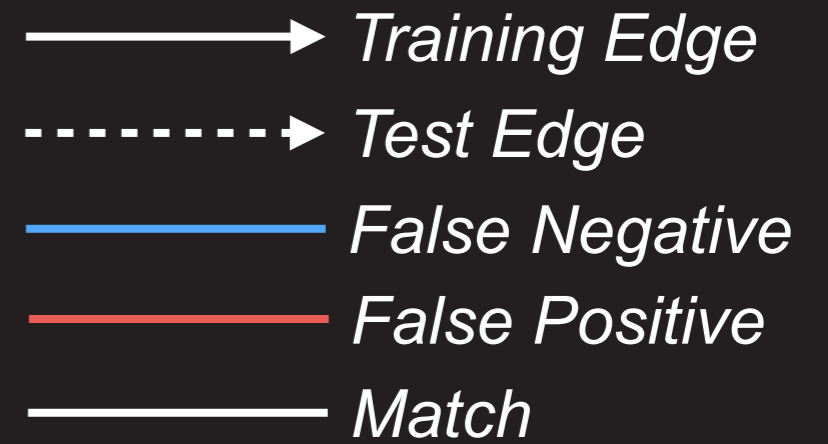 Training Edge
Test Edge
False Negative
False Positive
Match